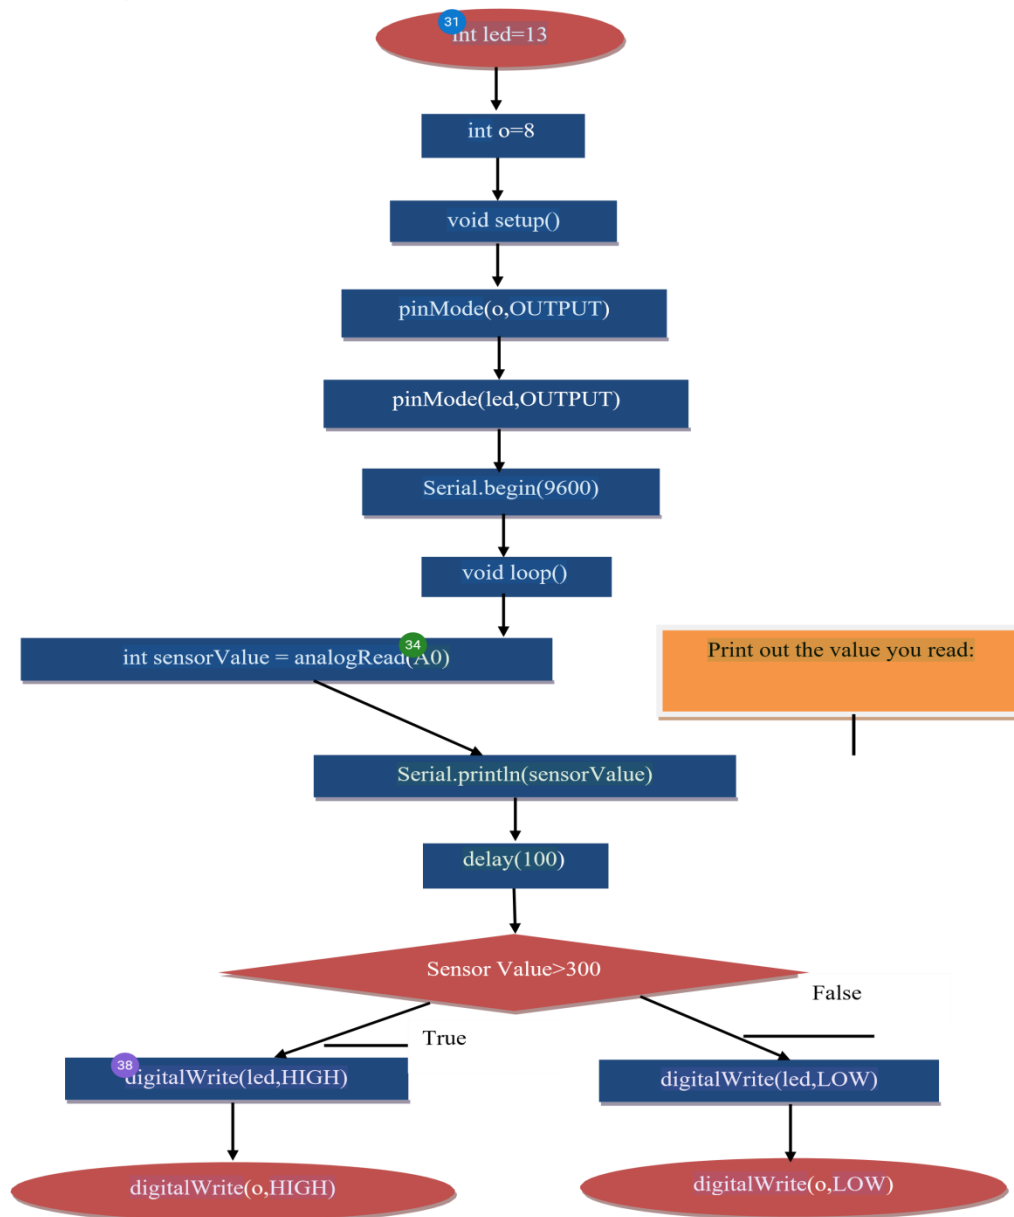 31
int led=13
int o=8
void setup()
pinMode(o,OUTPUT)
pinMode(led,OUTPUT)
Serial.begin(9600)
void loop()
34
int sensorValue = analogRead(A0)
Print out the value you read:
Serial.println(sensorValue)
delay(100)
Sensor Value>300
False
True
38
digitalWrite(led,HIGH)
digitalWrite(led,LOW)
digitalWrite(o,HIGH)
digitalWrite(o,LOW)